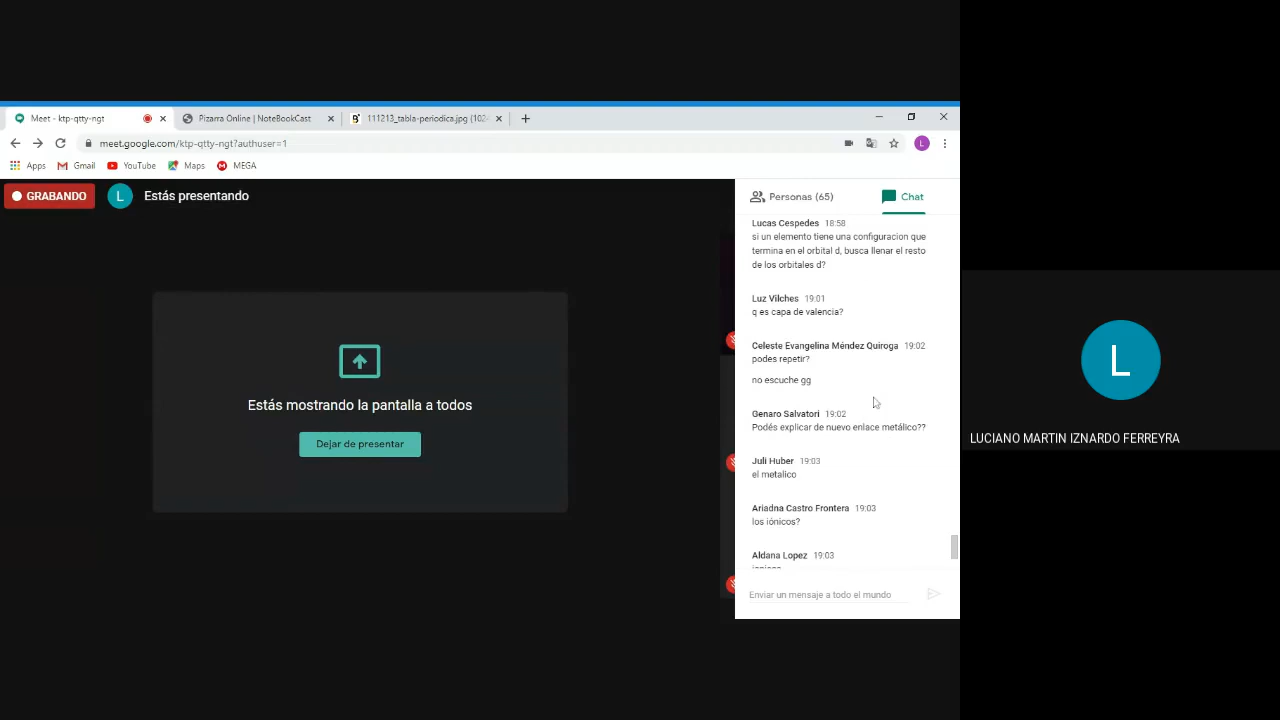 Meet - ktp-qtty-ngt
Pizarra Online | NoteBookCast
111213_tabla-periodica.jpg (102
meet.google.com/ktp-qtty-ngt?authuser=1
L
Apps
Gmail
YouTube
Maps
MEGA
GRABANDO
L
Estás presentando
Personas (65)
Chat
Lucas Cespedes 18:58
si un elemento tiene una configuracion que
termina en el orbital d, busca llenar el resto
de los orbitales d?
Luz Vilches 19:01
q es capa de valencia?
Celeste Evangelina Méndez Quiroga 19:02
podes repetir?
no escuche gg
Genaro Salvatori 19:02
Podés explicar de nuevo enlace metálico??
Juli Huber 19:03
el metalico
Ariadna Castro Frontera 19:03
los iónicos?
Aldana Lopez 19:03
Enviar un mensaje a todo el mundo
Estás mostrando la pantalla a todos
Dejar de presentar
L
LUCIANO MARTIN IZNARDO FERREYRA